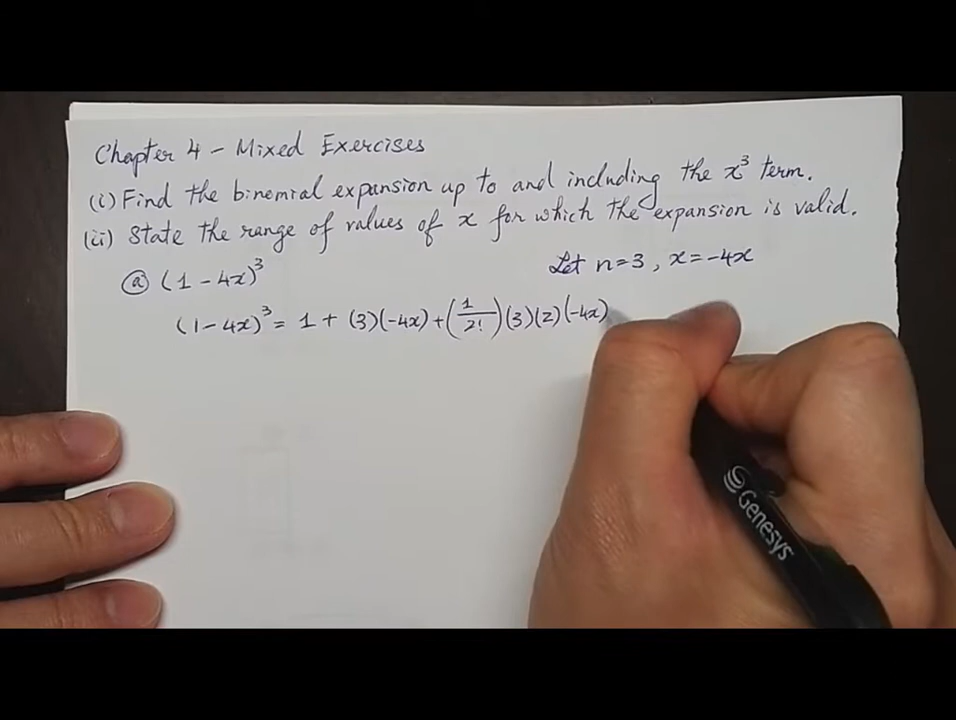 Chapter 4 - Mixed Exercises
(i) Find the binomial expansion up to and including the x³ term.
(ii) State the range of values of x for which the expansion is valid.
ⓐ (1 - 4x)³
Let n=3, x=-4x
(1-4x)³ = 1 + (3)(-4x) + (1/2!)(3)(2)(-4x)
Genesys